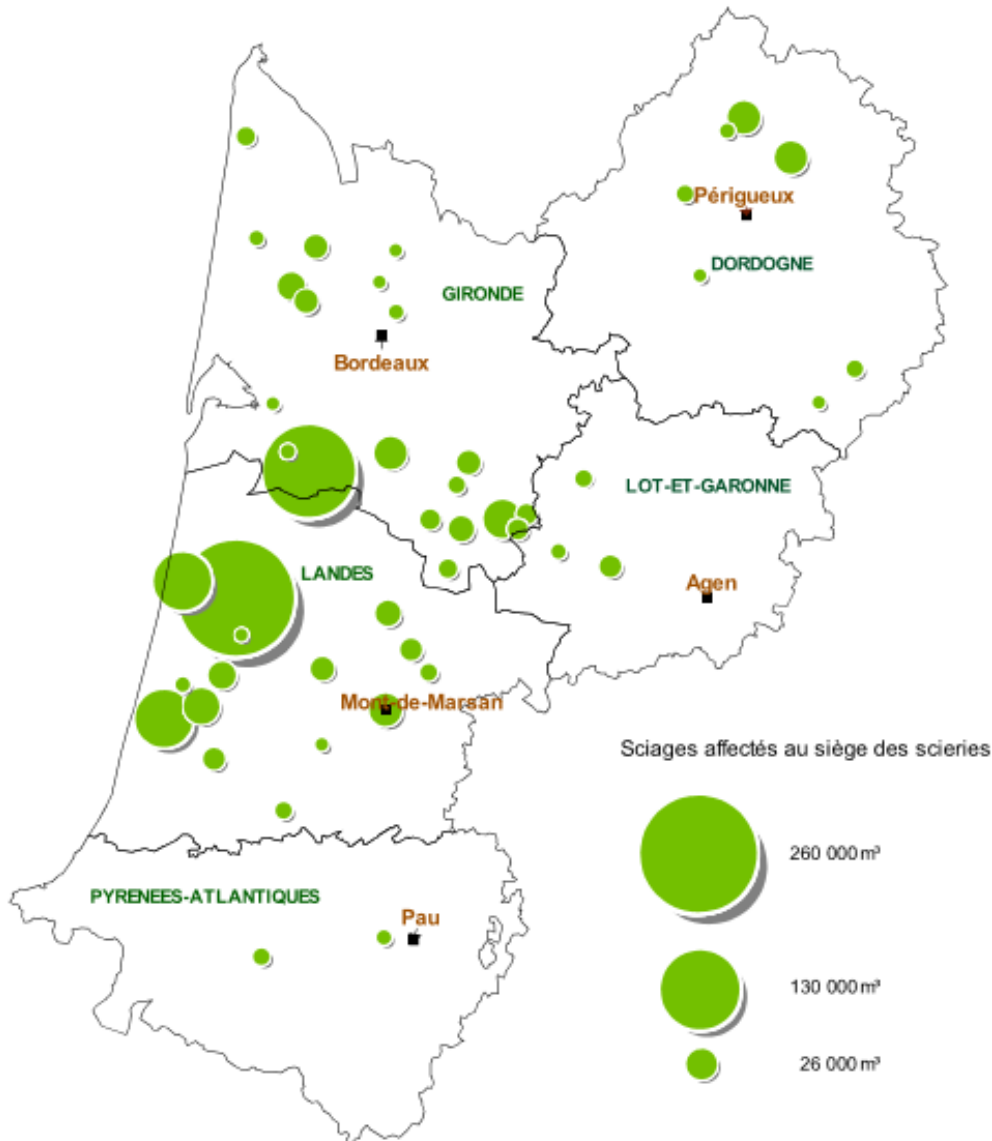 Périgueux
DORDOGNE
GIRONDE
Bordeaux
LOT-ET-GARONNE
LANDES
Agen
Mont-de-Marsan
Sciages affectés au siège des scieries
260 000 m³
PYRENEES-ATLANTIQUES
Pau
130 000 m³
26 000 m³